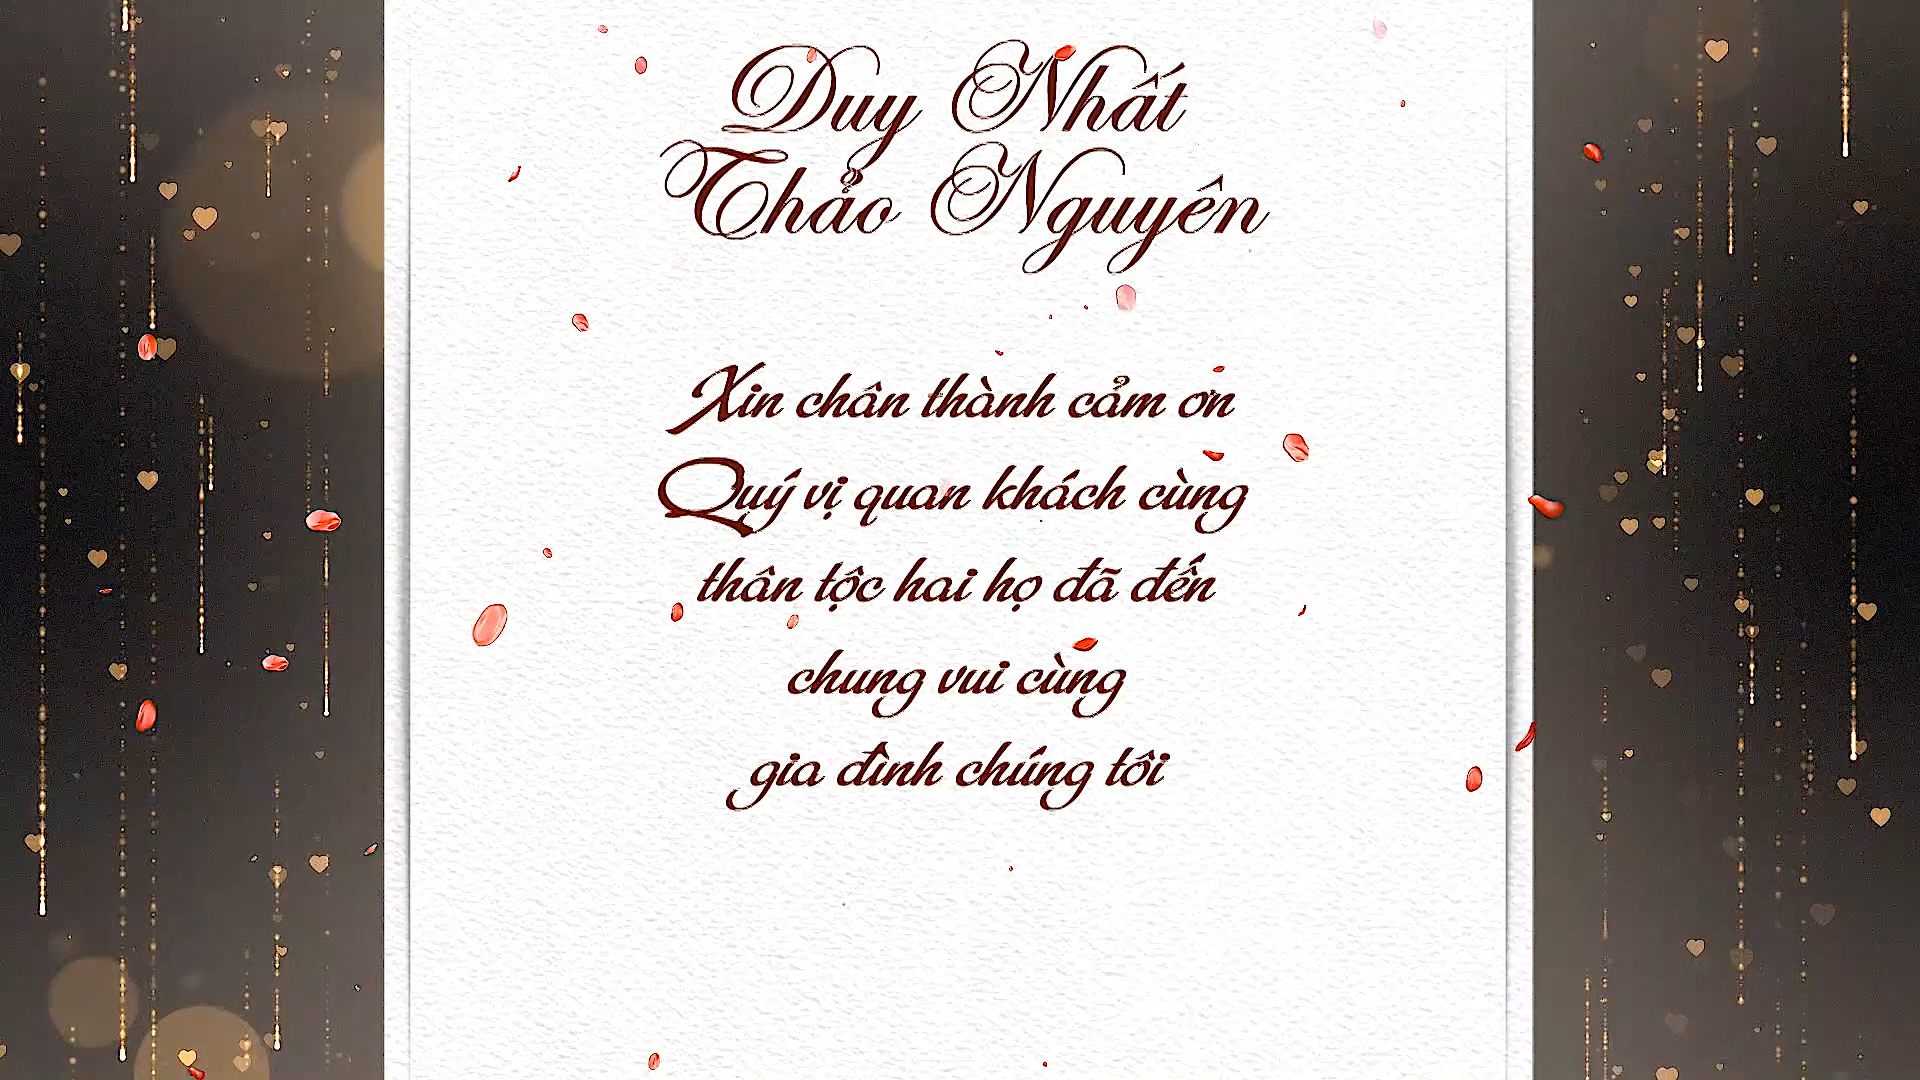 Duy Nhất
Thảo Nguyên
Xin chân thành cảm ơn
Quý vị quan khách cùng
thân tộc hai họ đã đến
chung vui cùng
gia đình chúng tôi